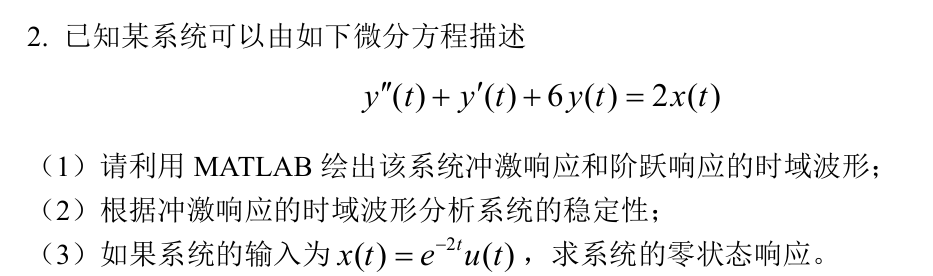 2. 已知某系统可以由如下微分方程描述
y″(t) + y′(t) + 6y(t) = 2x(t)
（1）请利用 MATLAB 绘出该系统冲激响应和阶跃响应的时域波形；
（2）根据冲激响应的时域波形分析系统的稳定性；
（3）如果系统的输入为 x(t) = e⁻²ᵗu(t)，求系统的零状态响应。